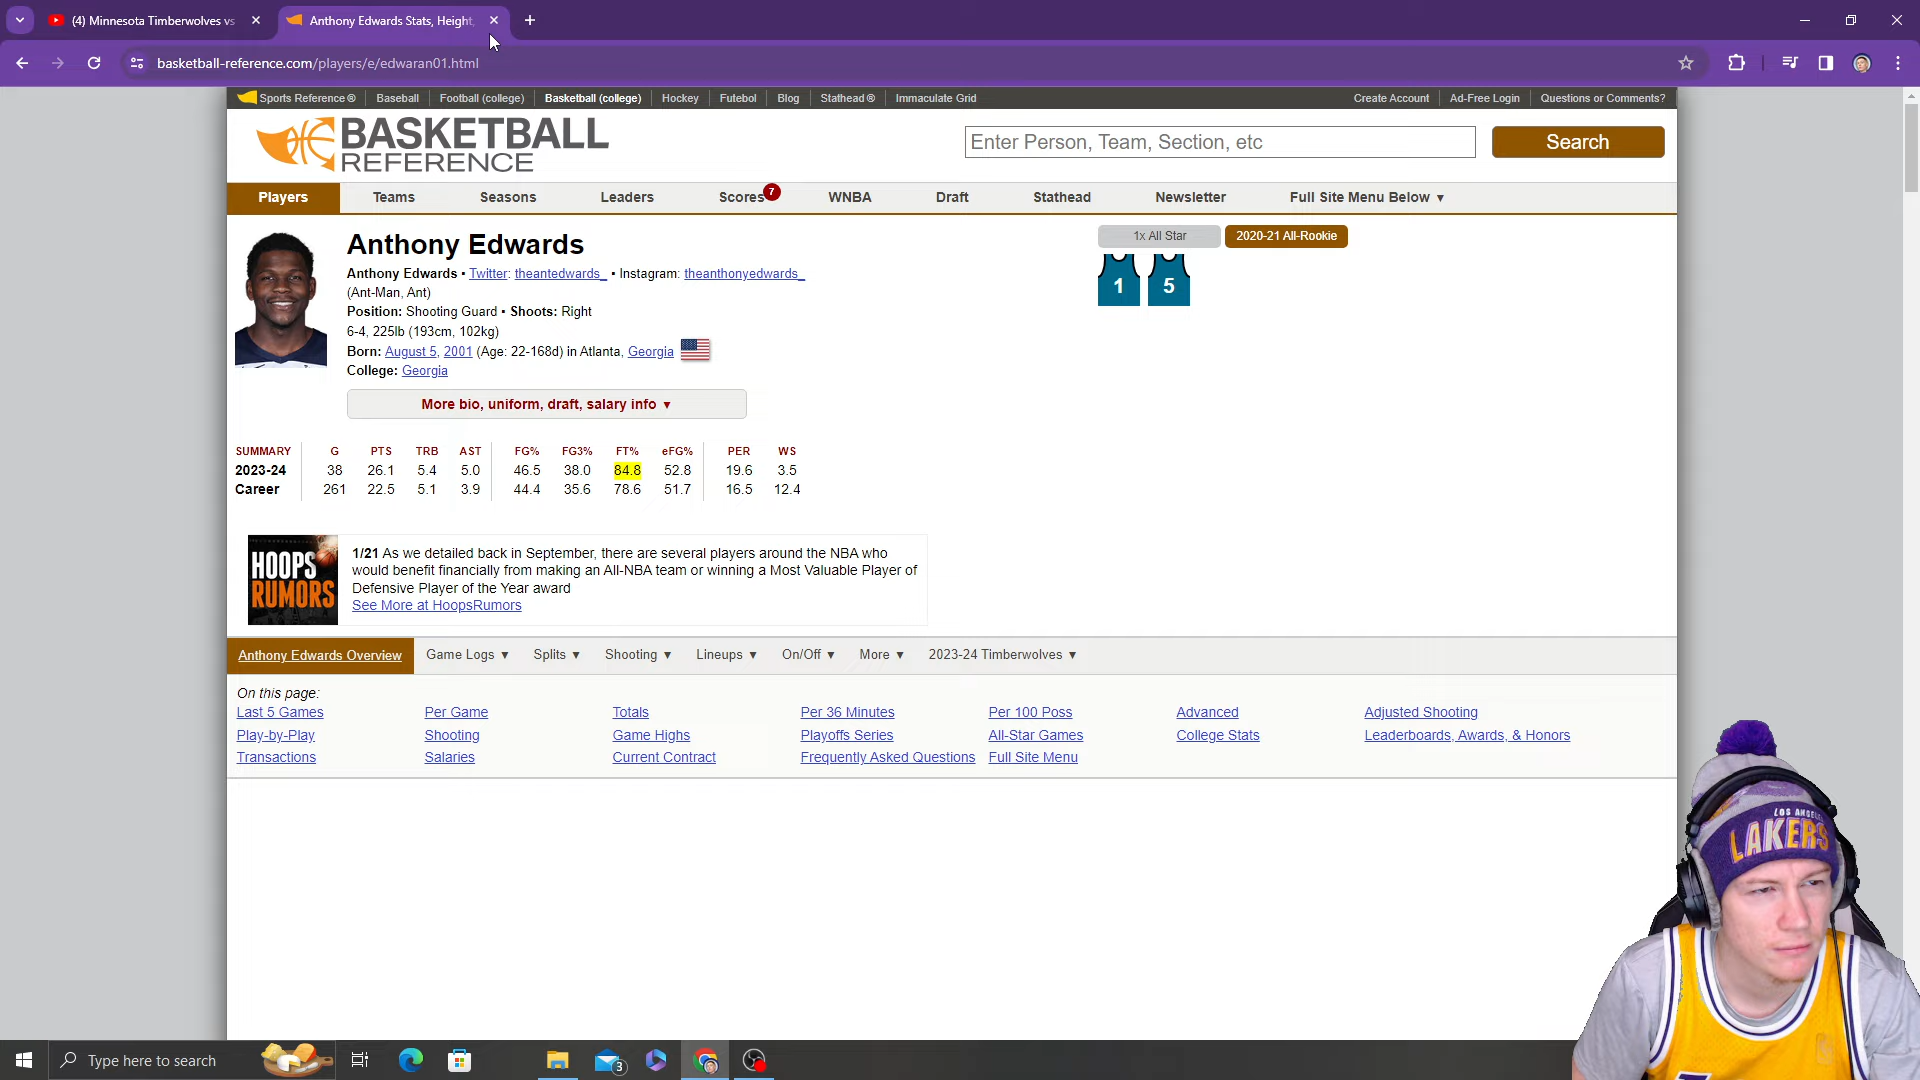 (4) Minnesota Timberwolves vs
Anthony Edwards Stats, Height,
basketball-reference.com/players/e/edwaran01.html
Sports Reference ® Baseball Football (college) Basketball (college) Hockey Futebol Blog Stathead ® Immaculate Grid Create Account Ad-Free Login Questions or Comments?
BASKETBALL
REFERENCE
Enter Person, Team, Section, etc Search
Players Teams Seasons Leaders Scores 7 WNBA Draft Stathead Newsletter Full Site Menu Below ▼
Anthony Edwards
Anthony Edwards ▪ Twitter: theantedwards_ ▪ Instagram: theanthonyedwards_
(Ant-Man, Ant)
Position: Shooting Guard ▪ Shoots: Right
6-4, 225lb (193cm, 102kg)
Born: August 5, 2001 (Age: 22-168d) in Atlanta, Georgia
College: Georgia
More bio, uniform, draft, salary info ▼
1x All Star 2020-21 All-Rookie
1 5
SUMMARY G PTS TRB AST FG% FG3% FT% eFG% PER WS
2023-24 38 26.1 5.4 5.0 46.5 38.0 84.8 52.8 19.6 3.5
Career 261 22.5 5.1 3.9 44.4 35.6 78.6 51.7 16.5 12.4
HOOPS
RUMORS
1/21 As we detailed back in September, there are several players around the NBA who
would benefit financially from making an All-NBA team or winning a Most Valuable Player of
Defensive Player of the Year award
See More at HoopsRumors
Anthony Edwards Overview Game Logs ▼ Splits ▼ Shooting ▼ Lineups ▼ On/Off ▼ More ▼ 2023-24 Timberwolves ▼
On this page:
Last 5 Games Per Game Totals Per 36 Minutes Per 100 Poss Advanced Adjusted Shooting
Play-by-Play Shooting Game Highs Playoffs Series All-Star Games College Stats Leaderboards, Awards, & Honors
Transactions Salaries Current Contract Frequently Asked Questions Full Site Menu
LOS ANGELES
LAKERS
Type here to search
3